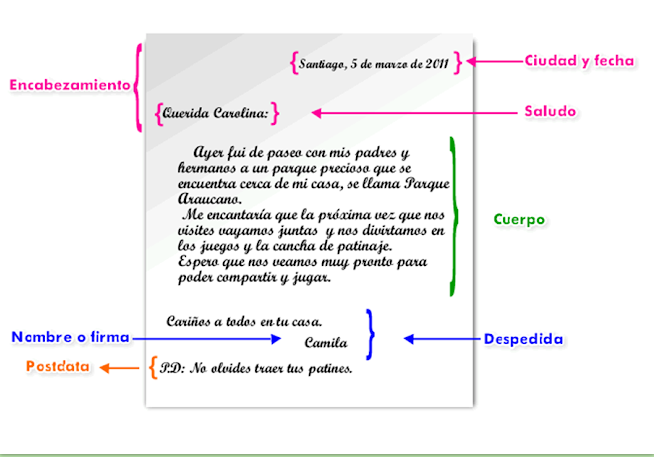 Santiago, 5 de marzo de 2011
Ciudad y fecha
Encabezamiento
Querida Carolina:
Saludo
Ayer fui de paseo con mis padres y
hermanos a un parque precioso que se
encuentra cerca de mi casa, se llama Parque
Araucano.
Me encantaría que la próxima vez que nos
visites vayamos juntas y nos divirtamos en
los juegos y la cancha de patinaje.
Espero que nos veamos muy pronto para
poder compartir y jugar.
Cuerpo
Cariños a todos en tu casa.
Nombre o firma
Camila
Despedida
Postdata
P.D: No olvides traer tus patines.